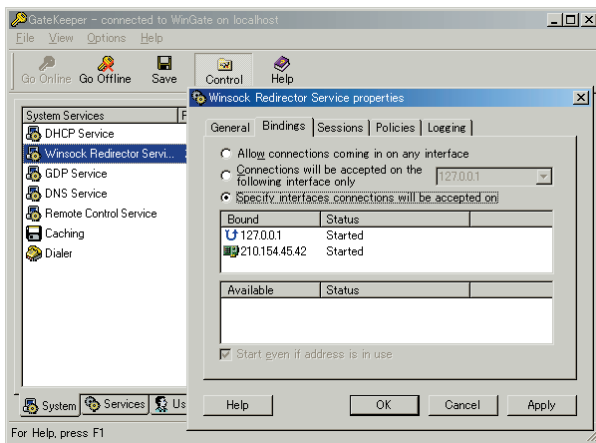 GateKeeper - connected to WinGate on localhost
File View Options Help
Go Online Go Offline Save Control Help
System Services
DHCP Service
Winsock Redirector Servi...
GDP Service
DNS Service
Remote Control Service
Caching
Dialer
System Services Us
For Help, press F1
Winsock Redirector Service properties
General Bindings Sessions Policies Logging
Allow connections coming in on any interface
Connections will be accepted on the
following interface only
127.0.0.1
Specify interfaces connections will be accepted on
Bound Status
127.0.0.1 Started
210.154.45.42 Started
Available Status
Start even if address is in use
Help OK Cancel Apply